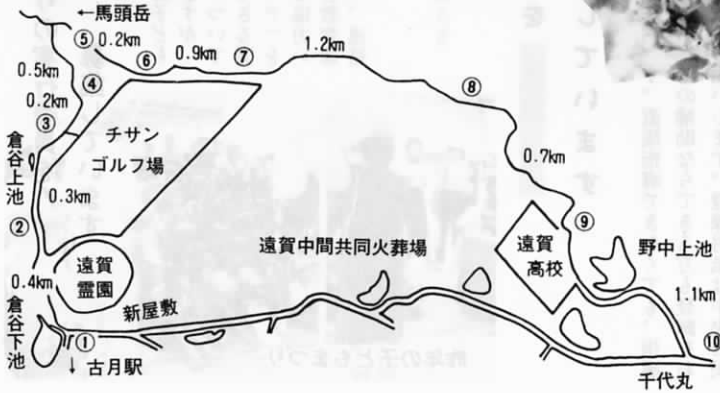 ←馬頭岳
⑤ 0.2km
⑥
0.9km
⑦
1.2km
0.5km
④
0.2km
③
倉谷上池
チサン
ゴルフ場
⑧
0.7km
0.3km
②
⑨
遠賀中間共同火葬場
遠賀
高校
野中上池
遠賀
霊園
0.4km
新屋敷
倉谷下池
①
↓古月駅
1.1km
⑩
千代丸